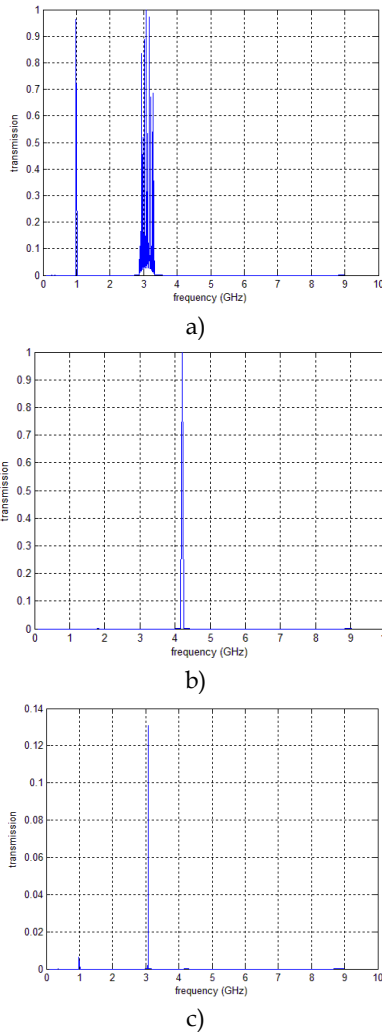 1
0.9
0.8
0.7
0.6
0.5
0.4
0.3
0.2
0.1
0
transmission
0 1 2 3 4 5 6 7 8 9 10
frequency (GHz)
a)
1
0.9
0.8
0.7
0.6
0.5
0.4
0.3
0.2
0.1
0
transmission
0 1 2 3 4 5 6 7 8 9
frequency (GHz)
b)
0.14
0.12
0.1
0.08
0.06
0.04
0.02
0
transmission
0 1 2 3 4 5 6 7 8 9 10
frequency (GHz)
c)